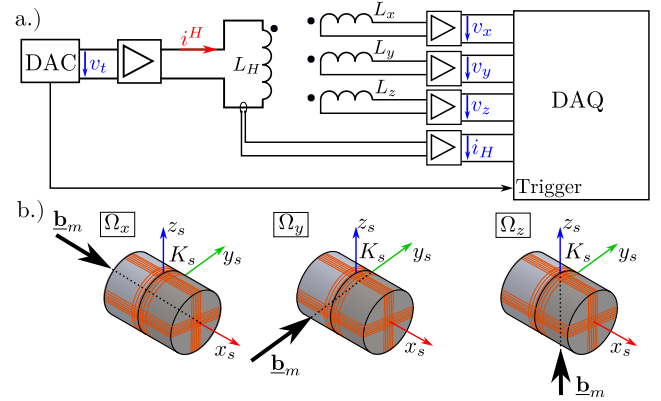 a.)
DAC
v_t
i^H
L_H
L_x
L_y
L_z
v_x
v_y
v_z
i_H
DAQ
Trigger
b.)
b_m
Ω_x
z_s
K_s
y_s
x_s
Ω_y
z_s
K_s
y_s
x_s
b_m
Ω_z
z_s
K_s
y_s
x_s
b_m